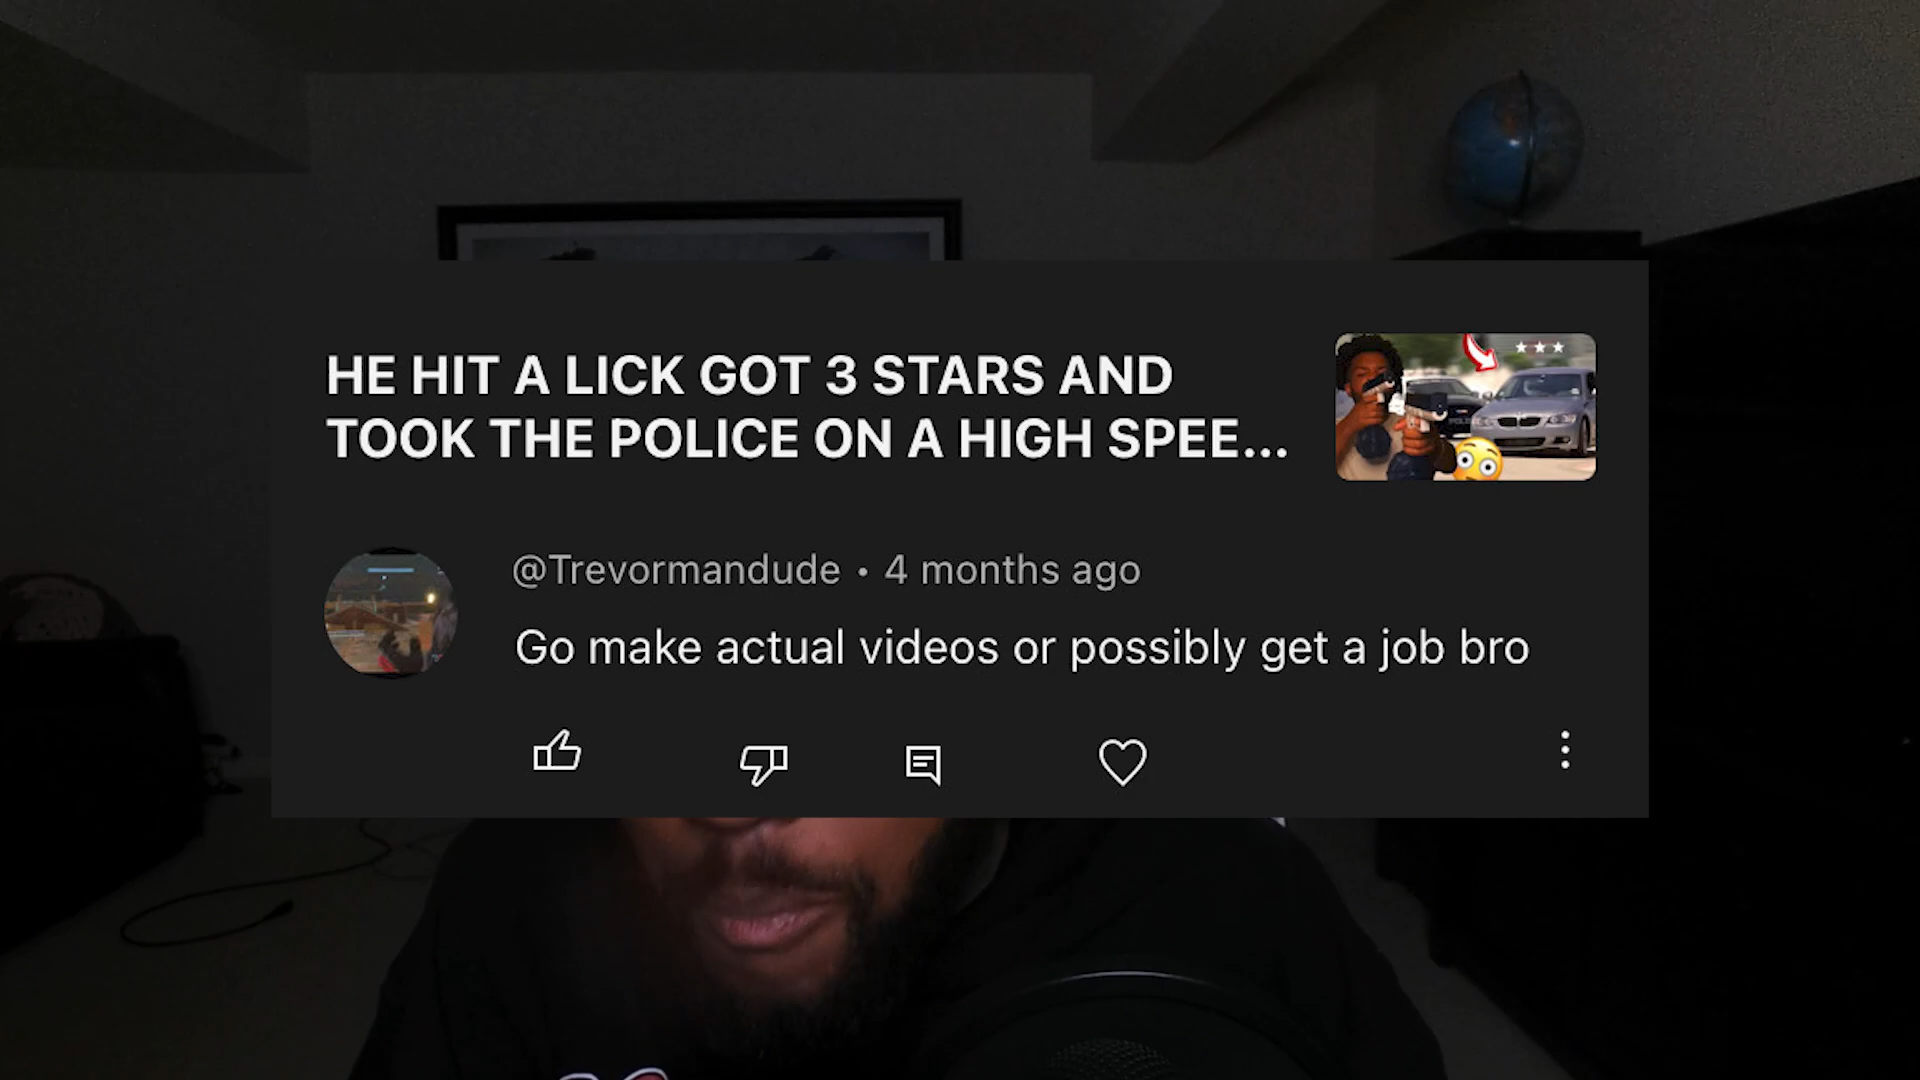 HE HIT A LICK GOT 3 STARS AND
TOOK THE POLICE ON A HIGH SPEE...
@Trevormandude • 4 months ago
Go make actual videos or possibly get a job bro